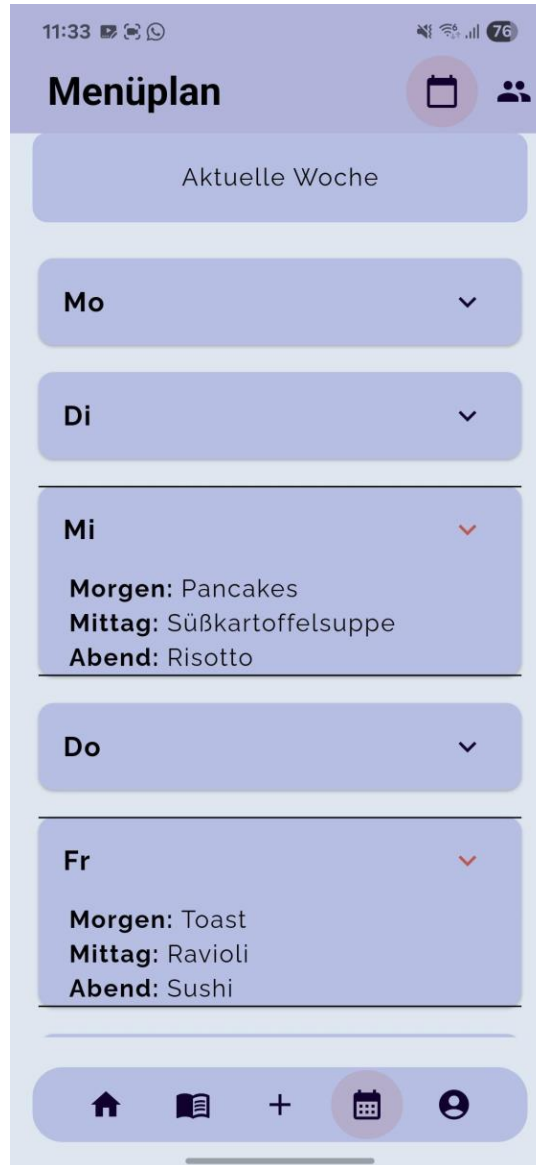 11:33 76
Menüplan
Aktuelle Woche
Mo
Di
Mi
Morgen: Pancakes
Mittag: Süßkartoffelsuppe
Abend: Risotto
Do
Fr
Morgen: Toast
Mittag: Ravioli
Abend: Sushi